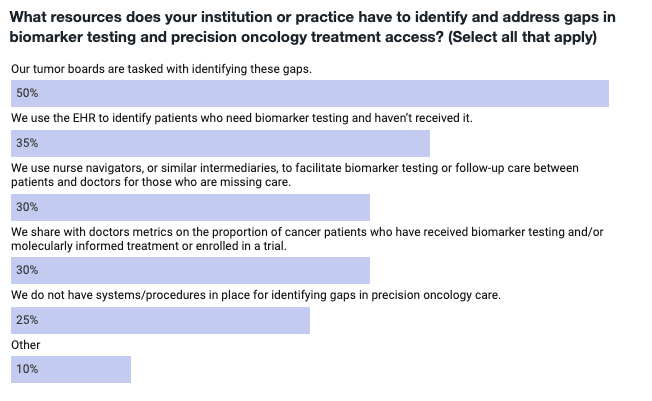 What resources does your institution or practice have to identify and address gaps in
biomarker testing and precision oncology treatment access? (Select all that apply)
Our tumor boards are tasked with identifying these gaps.
50%
We use the EHR to identify patients who need biomarker testing and haven’t received it.
35%
We use nurse navigators, or similar intermediaries, to facilitate biomarker testing or follow-up care between
patients and doctors for those who are missing care.
30%
We share with doctors metrics on the proportion of cancer patients who have received biomarker testing and/or
molecularly informed treatment or enrolled in a trial.
30%
We do not have systems/procedures in place for identifying gaps in precision oncology care.
25%
Other
10%